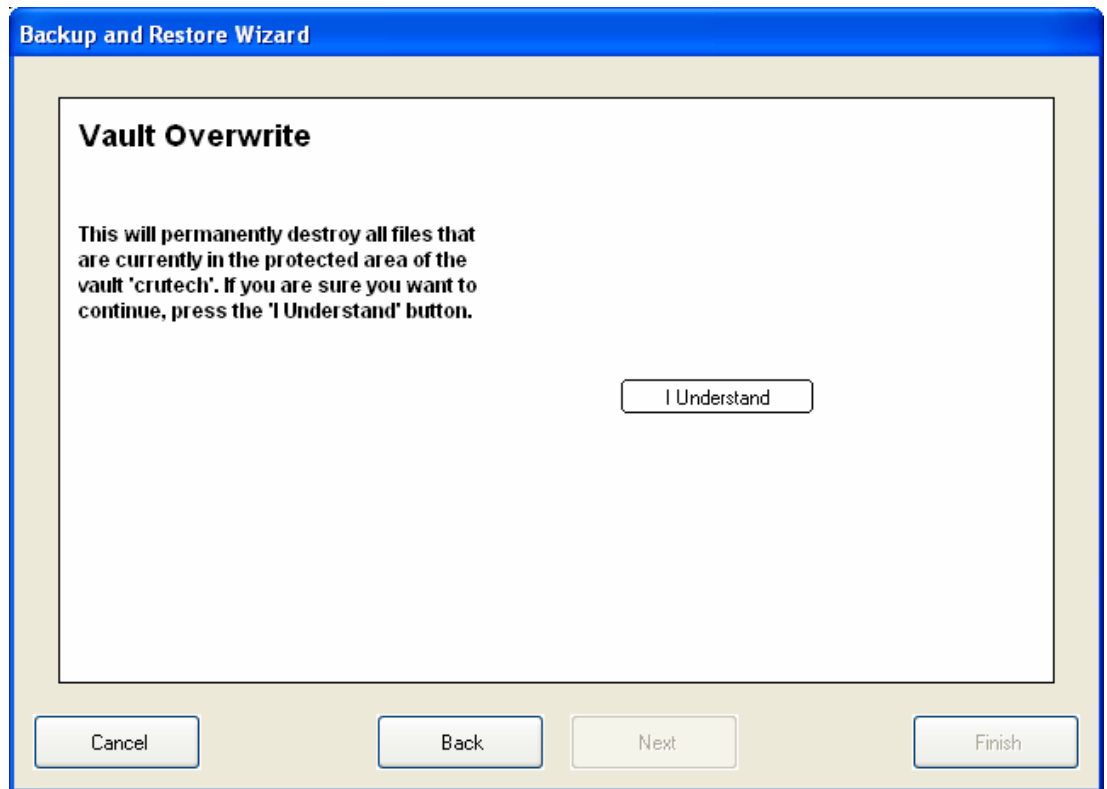 Backup and Restore Wizard
Vault Overwrite
This will permanently destroy all files that
are currently in the protected area of the
vault 'crutech'. If you are sure you want to
continue, press the 'I Understand' button.
I Understand
Cancel
Back
Next
Finish